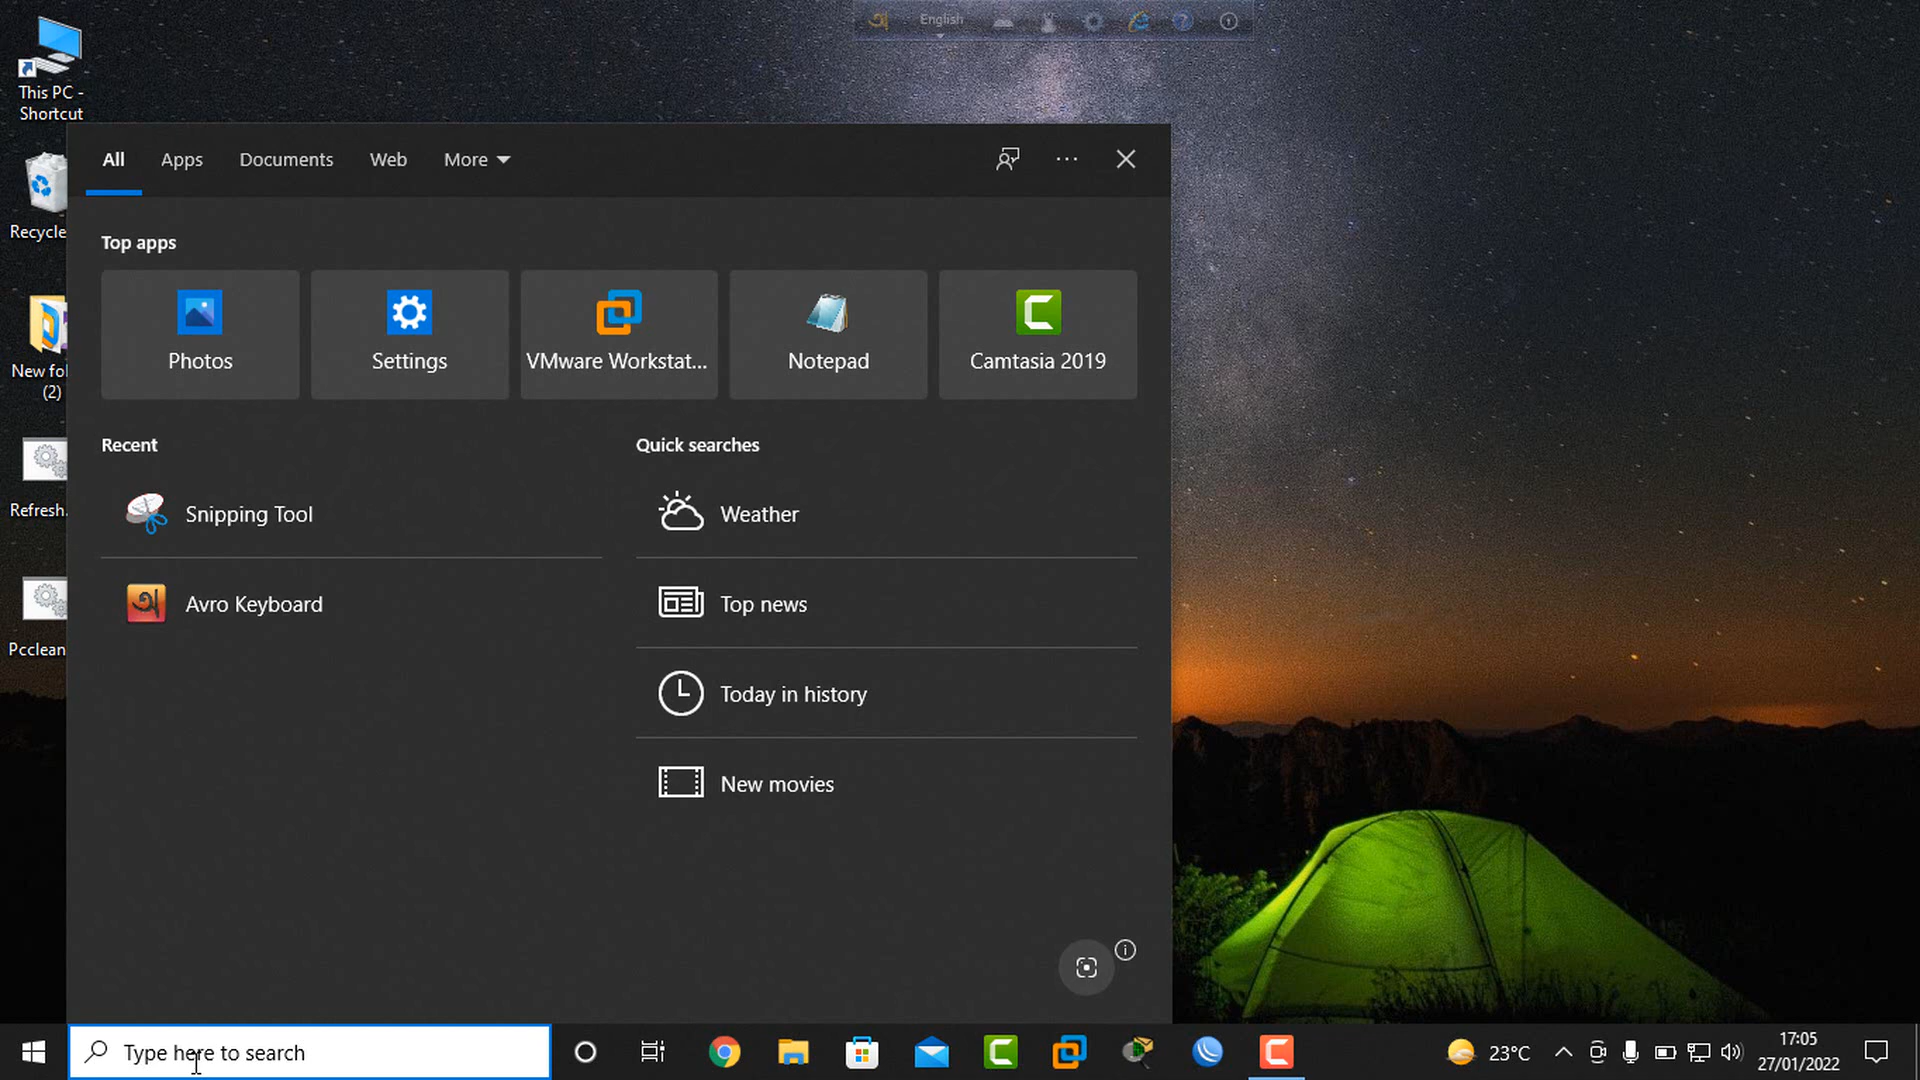 English
This PC -
Shortcut
Recycle
New fol
(2)
Refresh.
Pcclean
All
Apps
Documents
Web
More
Top apps
Photos
Settings
VMware Workstat...
Notepad
Camtasia 2019
Recent
Quick searches
Snipping Tool
Weather
Avro Keyboard
Top news
Today in history
New movies
Type here to search
23°C
17:05
27/01/2022